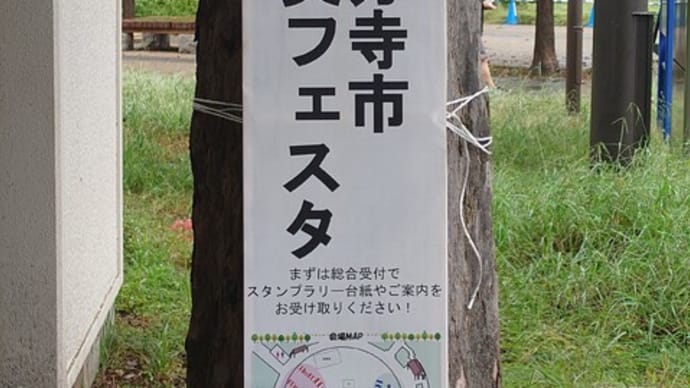 寺市
フェスタ
まずは総合受付で
スタンプラリー台紙やご案内を
お受け取りください！
会場MAP